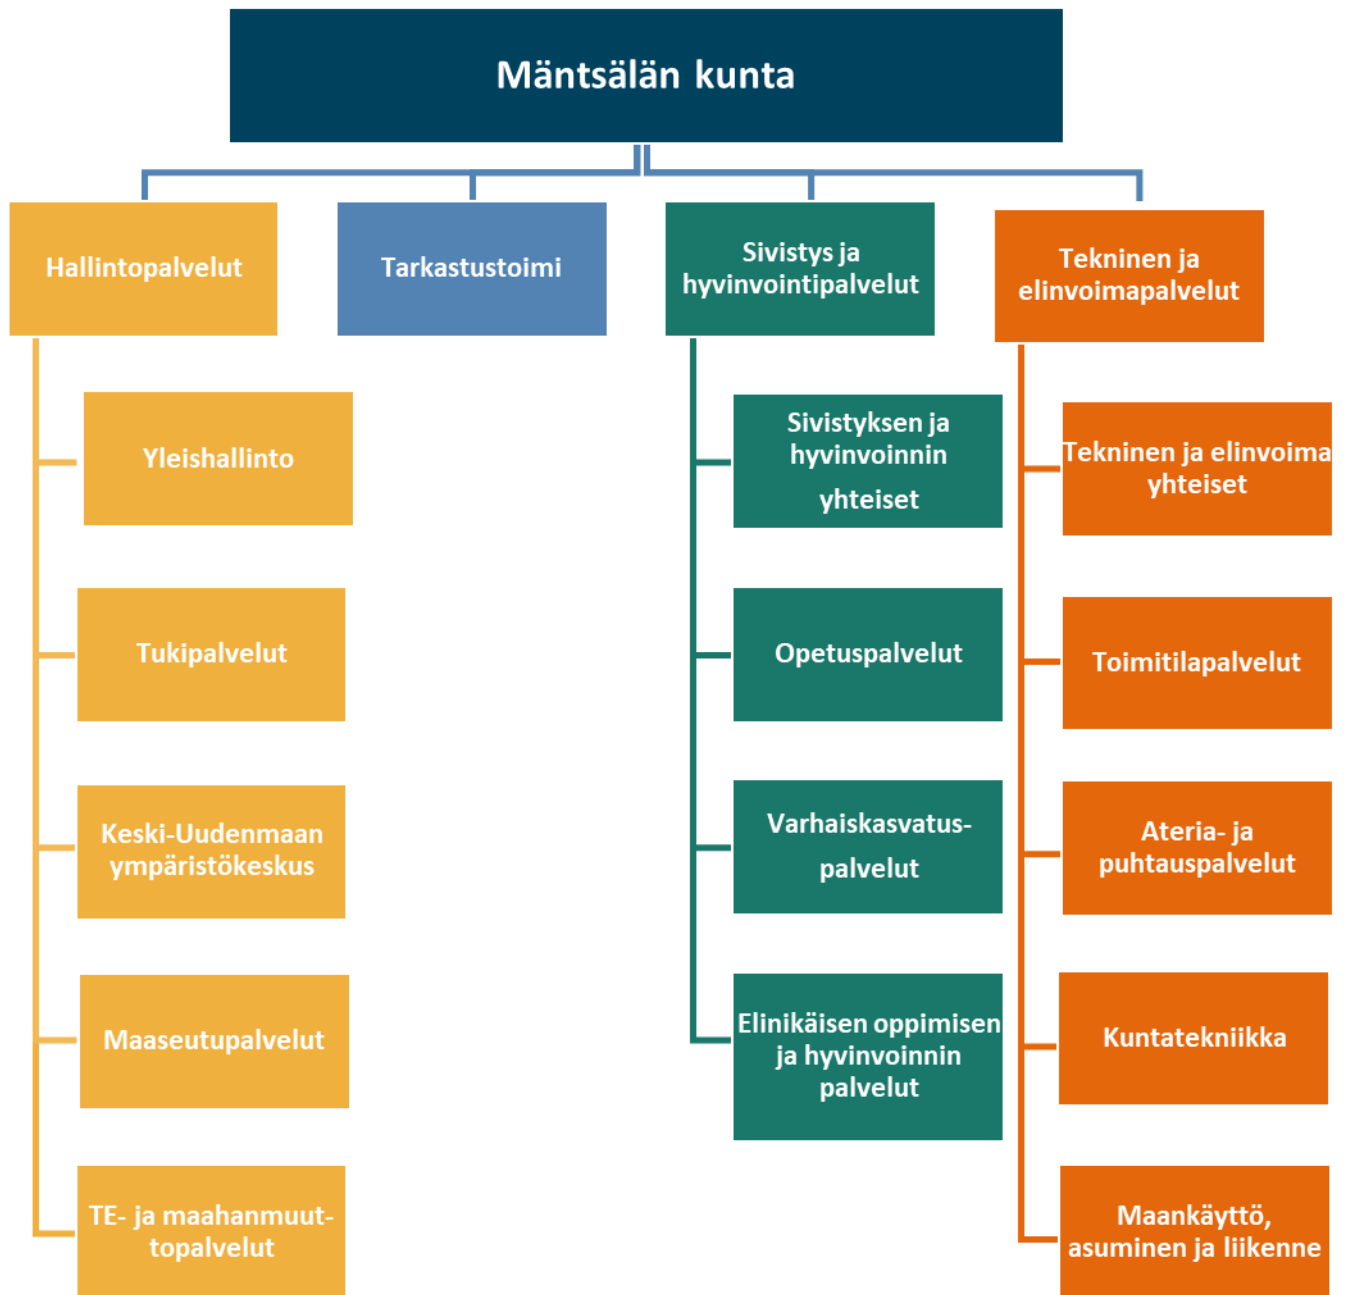 Mäntsälän kunta
Hallintopalvelut
Yleishallinto
Tukipalvelut
Keski-Uudenmaan
ympäristökeskus
Maaseutupalvelut
TE- ja maahanmuut-
topalvelut
Tarkastustoimi
Sivistys ja
hyvinvointipalvelut
Sivistyksen ja
hyvinvoinnin
yhteiset
Opetuspalvelut
Varhaiskasvatus-
palvelut
Elinikäisen oppimisen
ja hyvinvoinnin
palvelut
Tekninen ja
elinvoimapalvelut
Tekninen ja elinvoima
yhteiset
Toimitilapalvelut
Ateria- ja
puhtauspalvelut
Kuntatekniikka
Maankäyttö,
asuminen ja liikenne